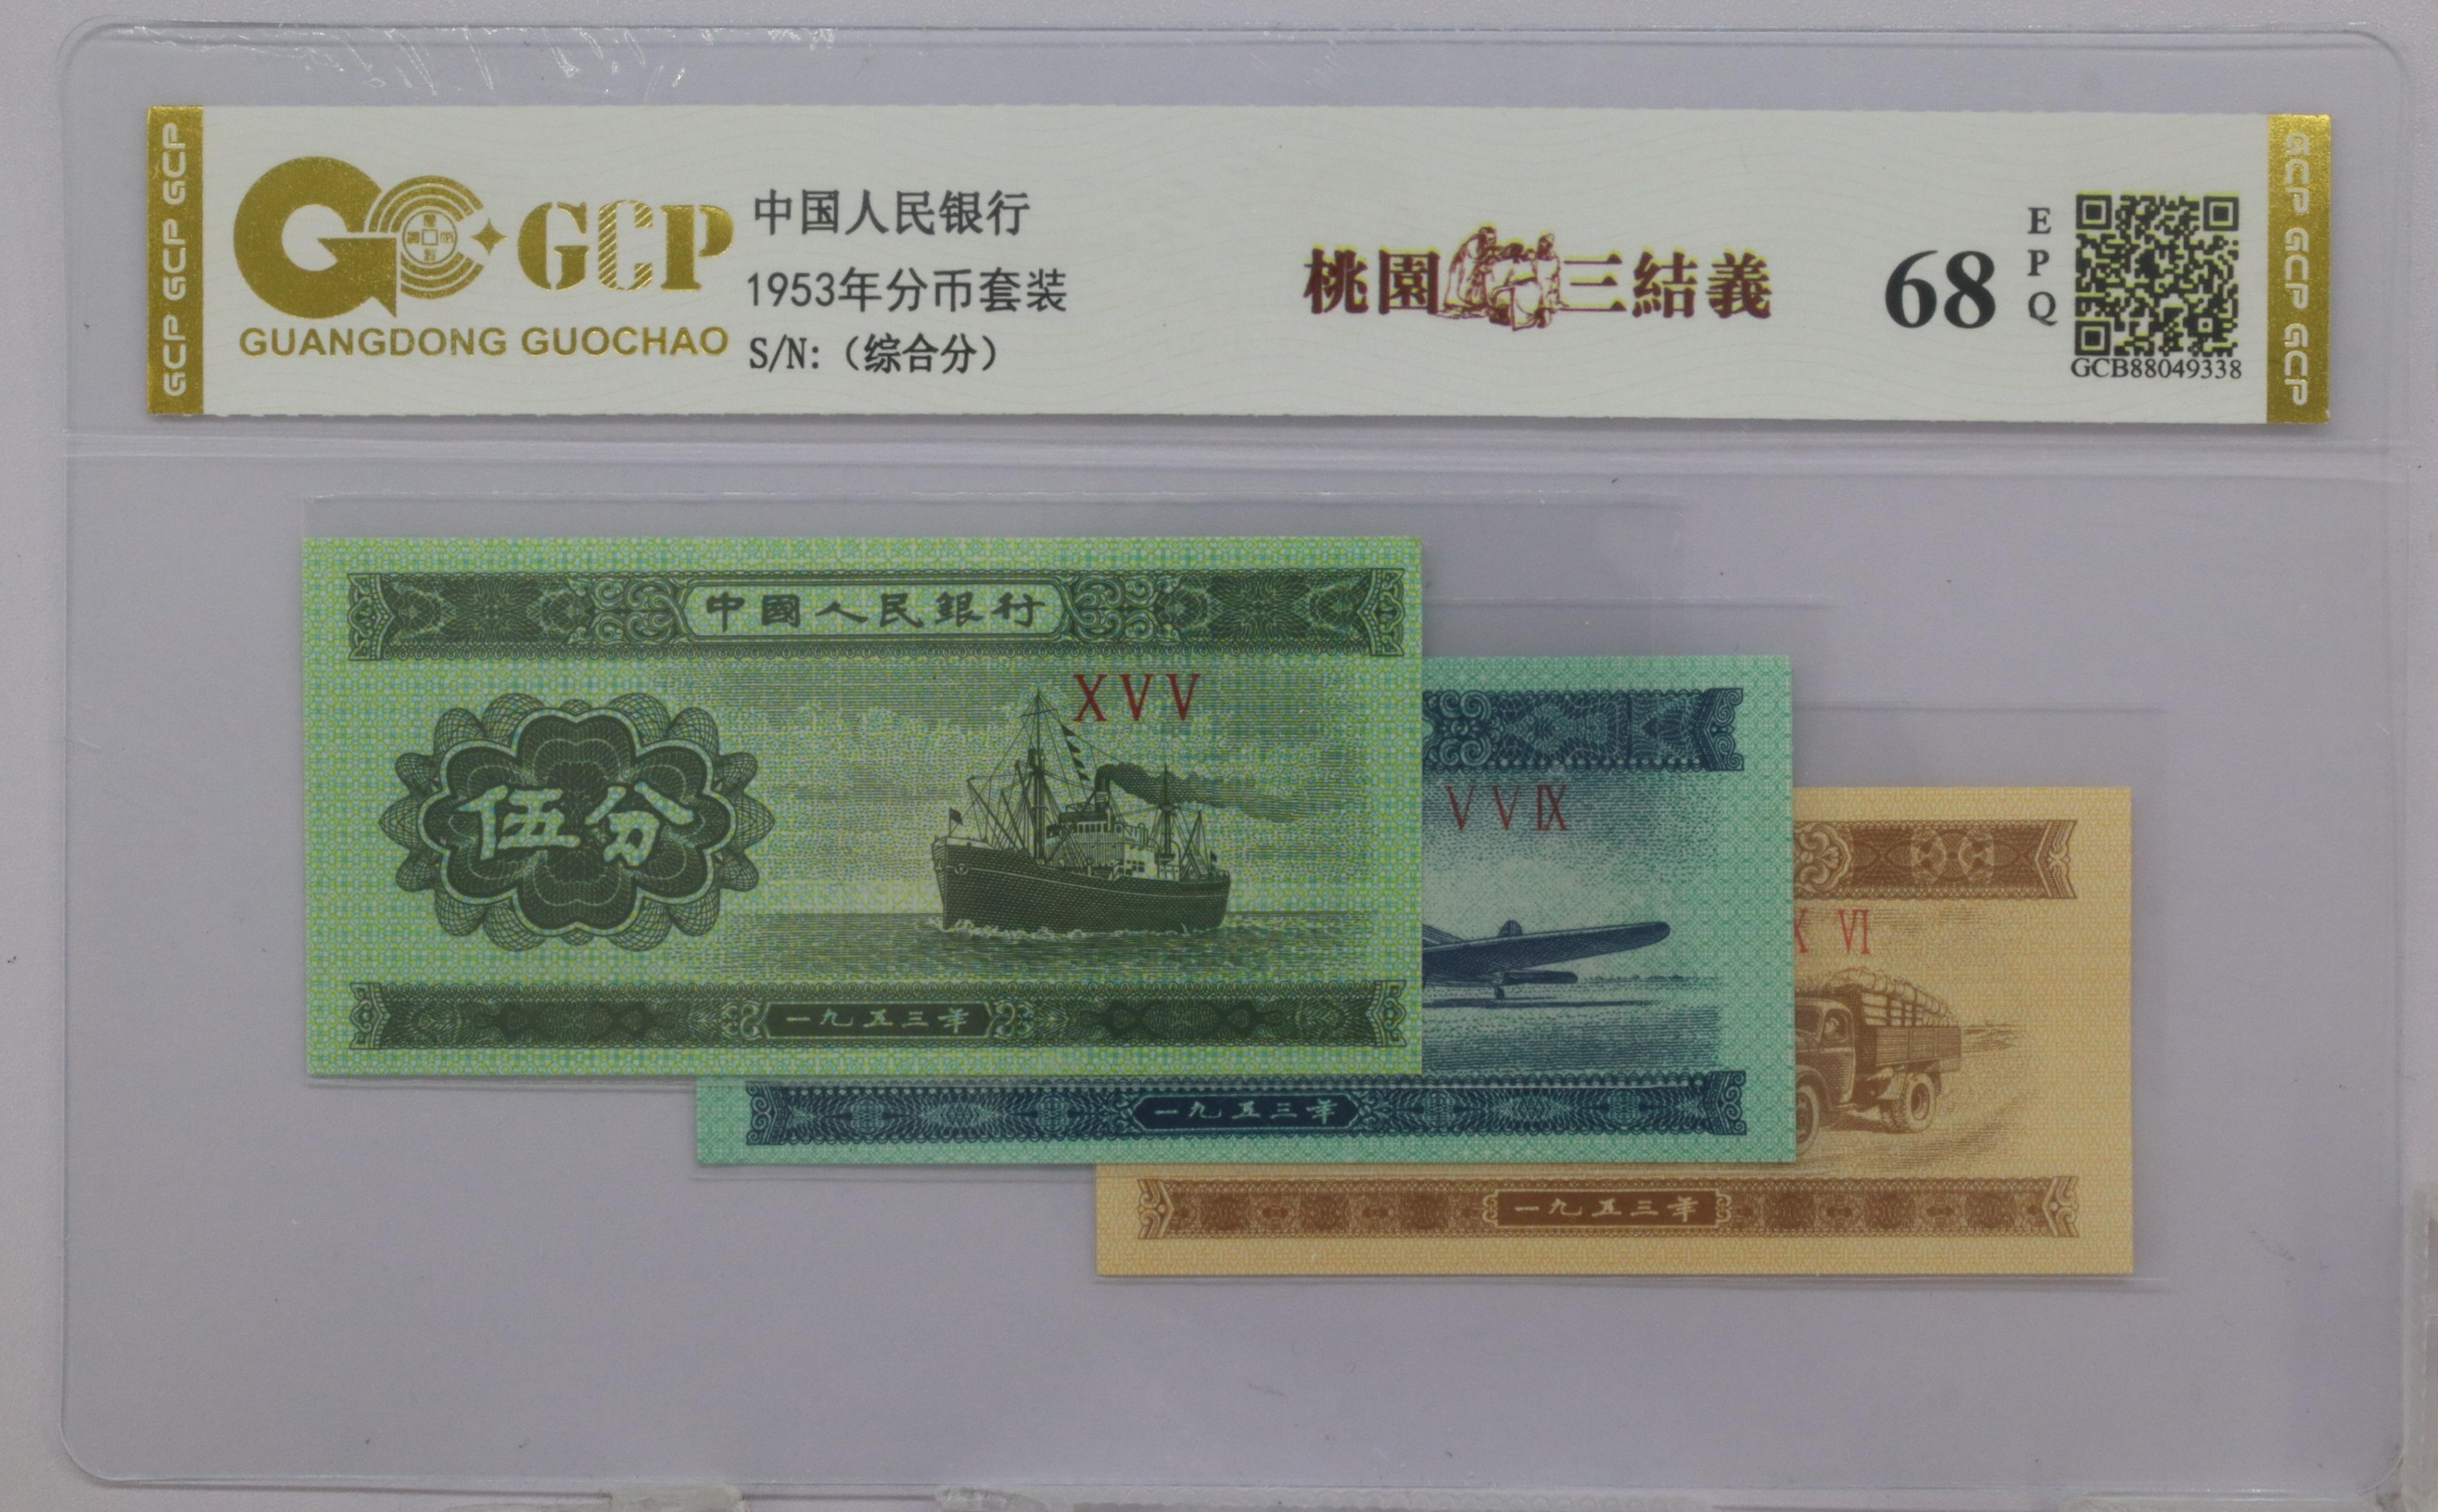 GCP GCP GCP
GCP
GUANGDONG GUOCHAO
中国人民银行
1953年分币套装
S/N:（综合分）
桃園三結義
68
EPQ
GCB88049338
GCP GCP GCP
中國人民銀行
XVV
伍分
一九五三年
VVⅨ
一九五三年
X Ⅵ
一九五三年